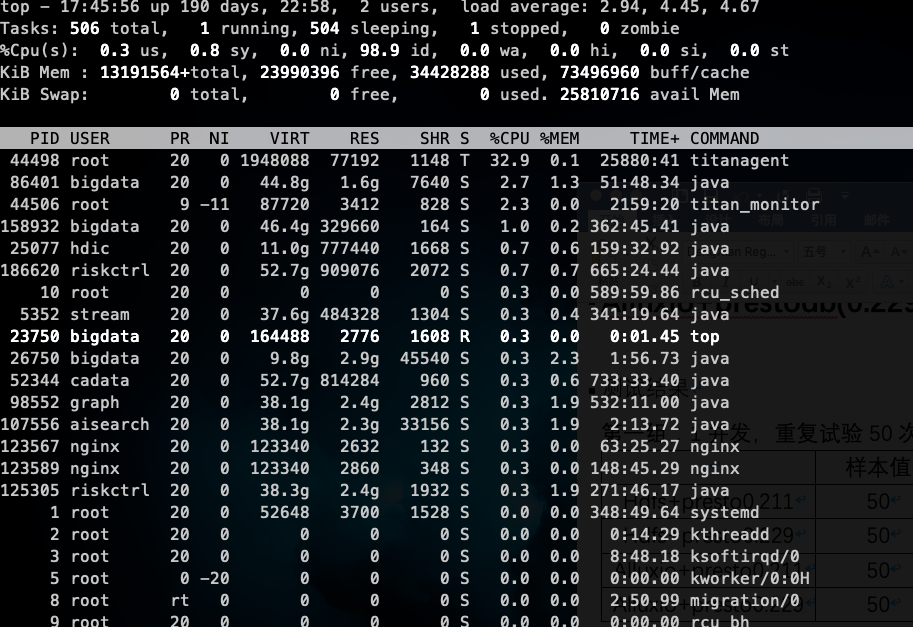 top - 17:45:56 up 190 days, 22:58,  2 users,  load average: 2.94, 4.45, 4.67
Tasks: 506 total,   1 running, 504 sleeping,   1 stopped,   0 zombie
%Cpu(s):  0.3 us,  0.8 sy,  0.0 ni, 98.9 id,  0.0 wa,  0.0 hi,  0.0 si,  0.0 st
KiB Mem : 13191564+total, 23990396 free, 34428288 used, 73496960 buff/cache
KiB Swap:        0 total,        0 free,        0 used. 25810716 avail Mem
PID USER PR NI VIRT RES SHR S %CPU %MEM TIME+ COMMAND
44498 root 20 0 1948088 77192 1148 T 32.9 0.1 25880:41 titanagent
86401 bigdata 20 0 44.8g 1.6g 7640 S 2.7 1.3 51:48.34 java
44506 root 9 -11 87720 3412 828 S 2.3 0.0 2159:20 titan_monitor
158932 bigdata 20 0 46.4g 329660 164 S 1.0 0.2 362:45.41 java
25077 hdic 20 0 11.0g 777440 1668 S 0.7 0.6 159:32.92 java
186620 riskctrl 20 0 52.7g 909076 2072 S 0.7 0.7 665:24.44 java
10 root 20 0 0 0 0 S 0.3 0.0 589:59.86 rcu_sched
5352 stream 20 0 37.6g 484328 1304 S 0.3 0.4 341:19.64 java
23750 bigdata 20 0 164488 2776 1608 R 0.3 0.0 0:01.45 top
26750 bigdata 20 0 9.8g 2.9g 45540 S 0.3 2.3 1:56.73 java
52344 cadata 20 0 52.7g 814284 960 S 0.3 0.6 733:33.40 java
98552 graph 20 0 38.1g 2.4g 2812 S 0.3 1.9 532:11.00 java
107556 aisearch 20 0 38.1g 2.3g 33156 S 0.3 1.9 2:13.72 java
123567 nginx 20 0 123340 2632 132 S 0.3 0.0 63:25.27 nginx
123589 nginx 20 0 123340 2860 348 S 0.3 0.0 148:45.29 nginx
125305 riskctrl 20 0 38.3g 2.4g 1932 S 0.3 1.9 271:46.17 java
1 root 20 0 52648 3700 1528 S 0.0 0.0 348:49.64 systemd
2 root 20 0 0 0 0 S 0.0 0.0 0:14.29 kthreadd
3 root 20 0 0 0 0 S 0.0 0.0 8:48.18 ksoftirqd/0
5 root 0 -20 0 0 0 S 0.0 0.0 0:00.00 kworker/0:0H
8 root rt 0 0 0 0 S 0.0 0.0 2:50.99 migration/0
9 root 20 0 0 0 0 S 0.0 0.0 0:00.00 rcu_bh
布局 引用 邮件
五号
并发，重复试验 50 次
样本值
50
50
50
50